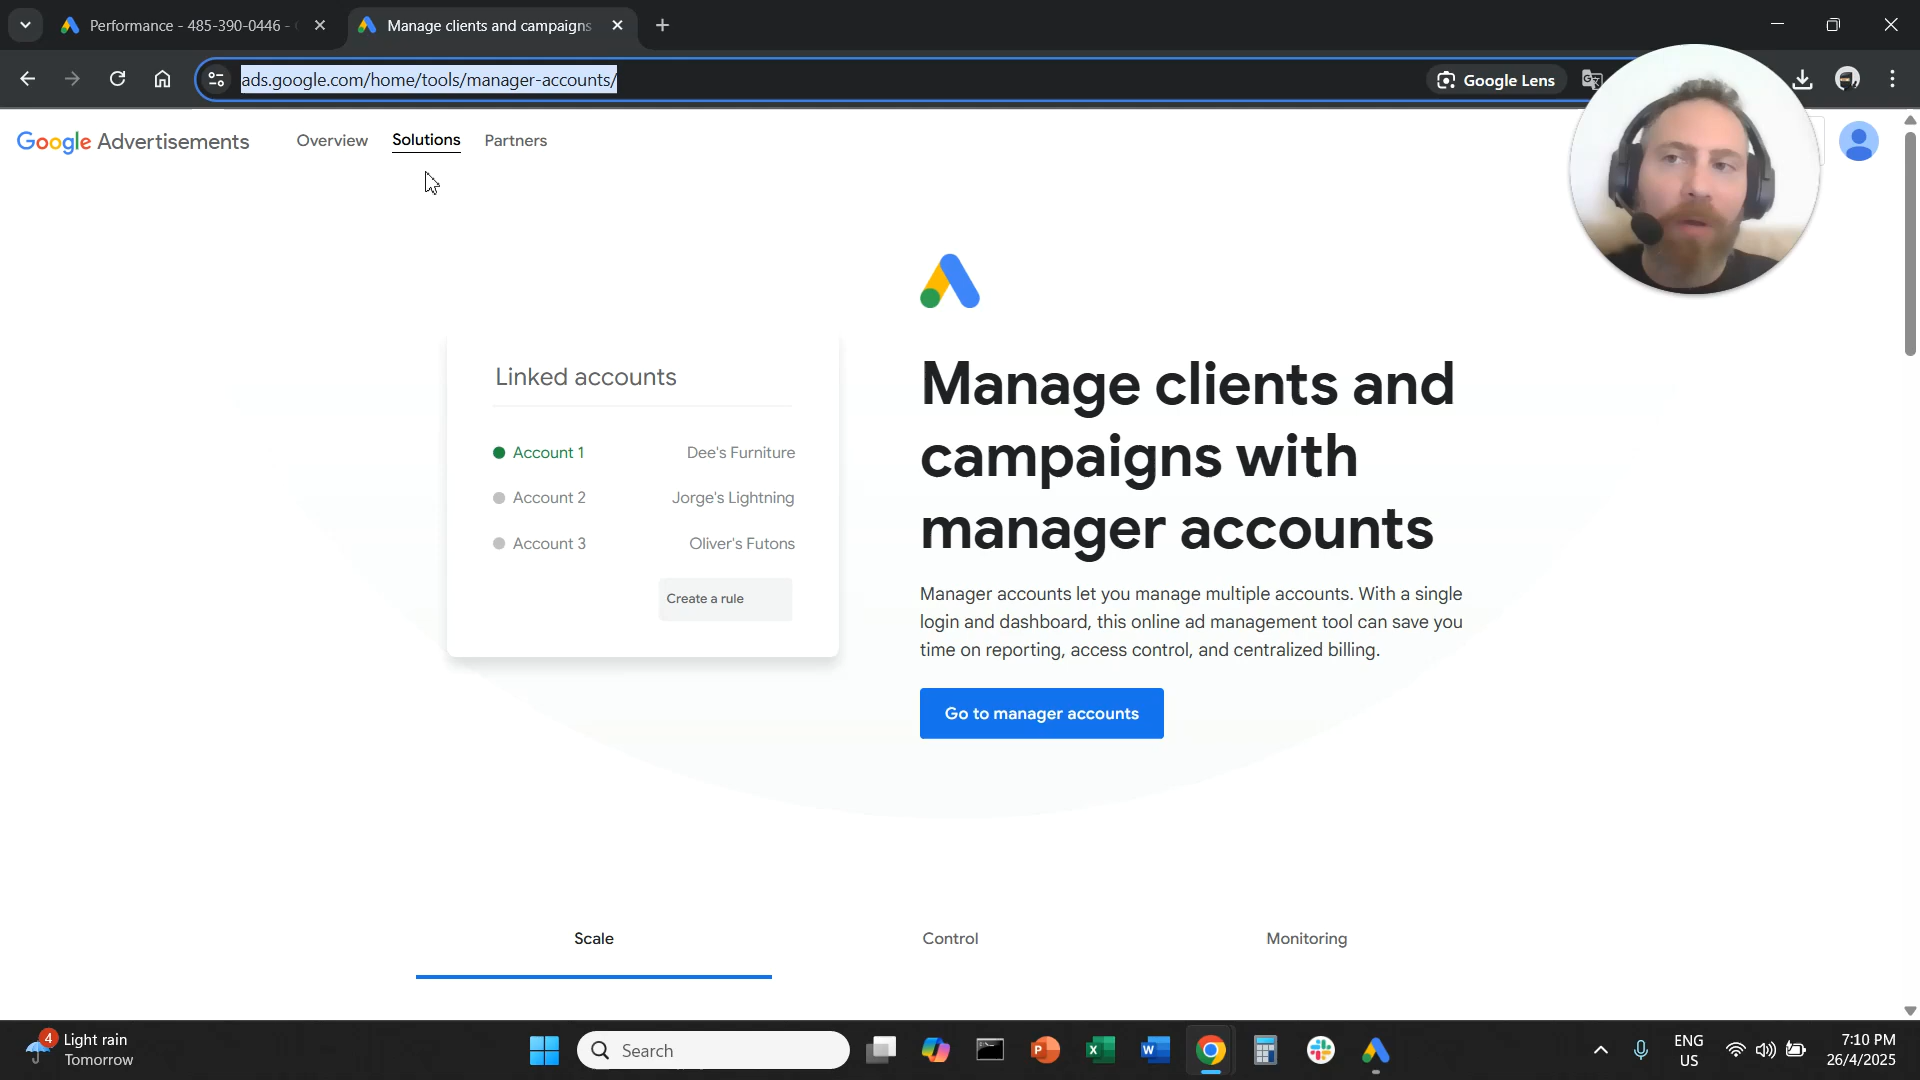 Performance - 485-390-0446 -
Manage clients and campaigns
ads.google.com/home/tools/manager-accounts/
Google Lens
Google Advertisements
Overview
Solutions
Partners
Linked accounts
Account 1
Dee's Furniture
Account 2
Jorge's Lightning
Account 3
Oliver's Futons
Create a rule
Manage clients and
campaigns with
manager accounts
Manager accounts let you manage multiple accounts. With a single
login and dashboard, this online ad management tool can save you
time on reporting, access control, and centralized billing.
Go to manager accounts
Scale
Control
Monitoring
4
Light rain
Tomorrow
Search
ENG
US
7:10 PM
26/4/2025